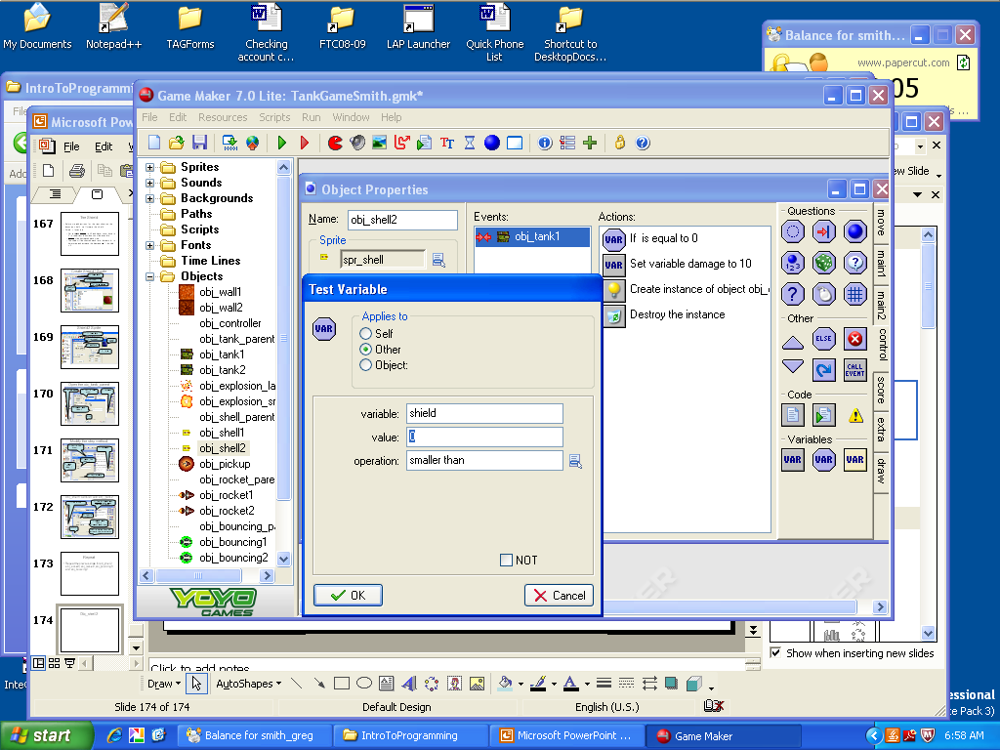 My Documents
Notepad++
TAGForms
Checking account c...
FTC08-09
LAP Launcher
Quick Phone List
Shortcut to DesktopDocs...
Balance for smith...
www.papercut.com
05
IntroToProgrammi
Microsoft Pow
File
Edit
Game Maker 7.0 Lite: TankGameSmith.gmk*
File Edit Resources Scripts Run Window Help
Sprites
Sounds
Backgrounds
Paths
Scripts
Fonts
Time Lines
Objects
obj_wall1
obj_wall2
obj_controller
obj_tank_parent
obj_tank1
obj_tank2
obj_explosion_la
obj_explosion_sm
obj_shell_parent
obj_shell1
obj_shell2
obj_pickup
obj_rocket_pare
obj_rocket1
obj_rocket2
obj_bouncing_pa
obj_bouncing1
obj_bouncing2
YOYO GAMES
Object Properties
Name: obj_shell2
Sprite
spr_shell
Events:
obj_tank1
Actions:
VAR If is equal to 0
VAR Set variable damage to 10
Create instance of object obj_
Destroy the instance
Questions
Other
ELSE
CALL EVENT
Code
Variables
VAR VAR VAR
move
main1
main2
control
score
extra
draw
Test Variable
VAR
Applies to
Self
Other
Object:
variable: shield
value: 0
operation: smaller than
NOT
OK
Cancel
167
168
169
170
171
172
173
174
ew Slide
Click to add notes
Show when inserting new slides
Draw
AutoShapes
Slide 174 of 174
Default Design
English (U.S.)
essional
ce Pack 3)
start
Balance for smith_greg
IntroToProgramming
Microsoft PowerPoint ...
Game Maker
6:58 AM